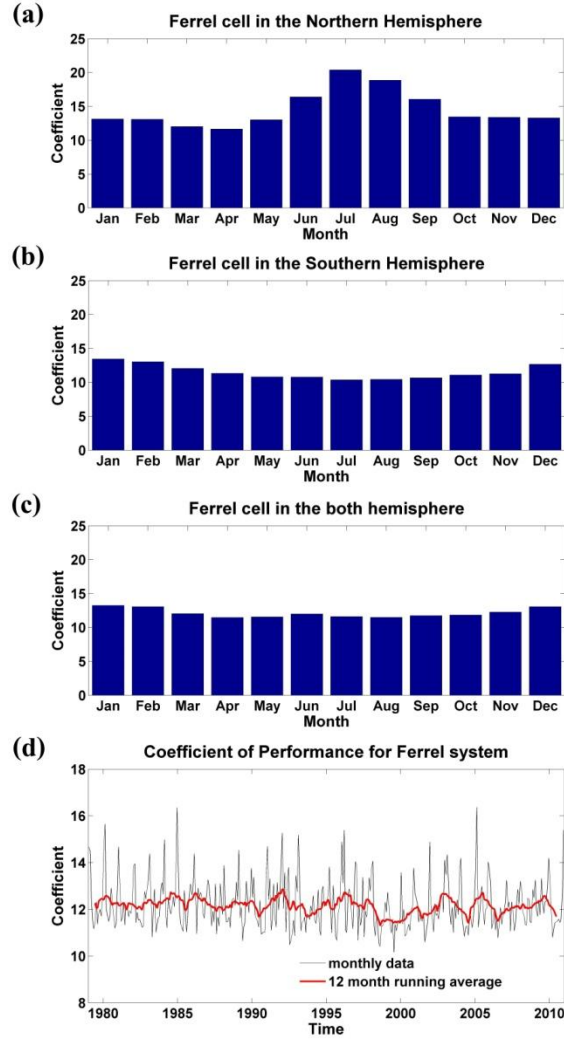 (a)
Ferrel cell in the Northern Hemisphere
25
20
15
10
5
0
Coefficient
Jan Feb Mar Apr May Jun Jul Aug Sep Oct Nov Dec
Month
(b)
Ferrel cell in the Southern Hemisphere
25
20
15
10
5
0
Coefficient
Jan Feb Mar Apr May Jun Jul Aug Sep Oct Nov Dec
Month
(c)
Ferrel cell in the both hemisphere
25
20
15
10
5
0
Coefficient
Jan Feb Mar Apr May Jun Jul Aug Sep Oct Nov Dec
Month
(d)
Coefficient of Performance for Ferrel system
18
16
14
12
10
8
Coefficient
monthly data
12 month running average
1980 1985 1990 1995 2000 2005 2010
Time